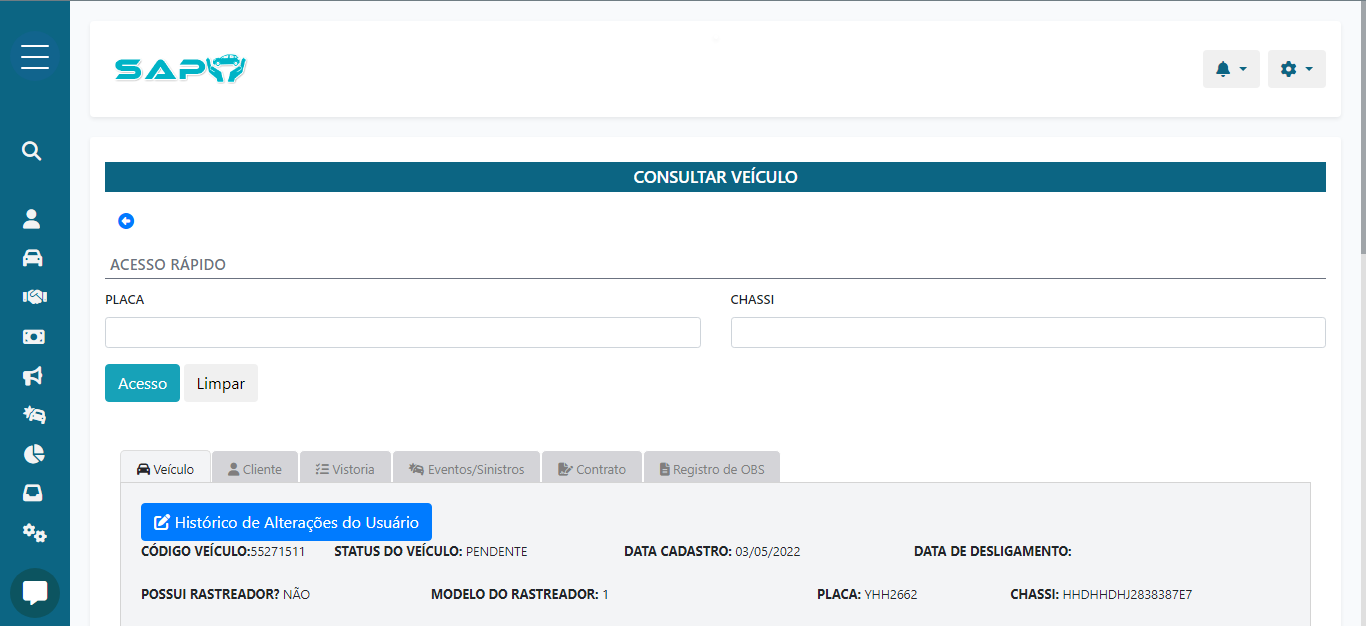 SAPY
CONSULTAR VEÍCULO
ACESSO RÁPIDO
PLACA CHASSI
Acesso Limpar
Veículo Cliente Vistoria Eventos/Sinistros Contrato Registro de OBS
Histórico de Alterações do Usuário
CÓDIGO VEÍCULO:55271511 STATUS DO VEÍCULO: PENDENTE DATA CADASTRO: 03/05/2022 DATA DE DESLIGAMENTO:
POSSUI RASTREADOR? NÃO MODELO DO RASTREADOR: 1 PLACA: YHH2662 CHASSI: HHDHHDHJ2838387E7